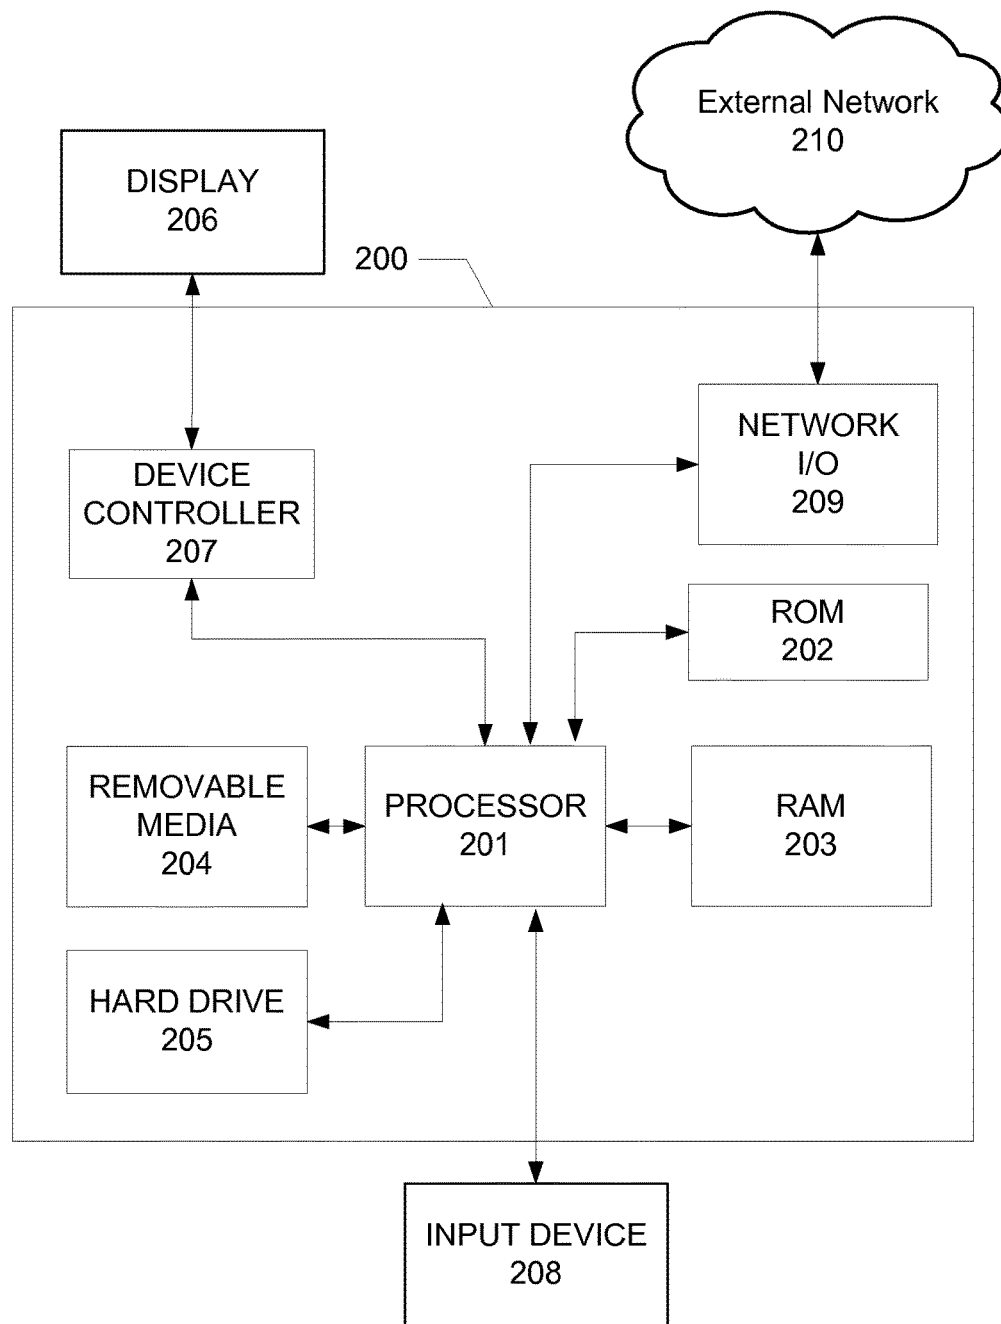 External Network
210
DISPLAY
206
200
NETWORK
I/O
209
DEVICE
CONTROLLER
207
ROM
202
REMOVABLE
MEDIA
204
PROCESSOR
201
RAM
203
HARD DRIVE
205
INPUT DEVICE
208